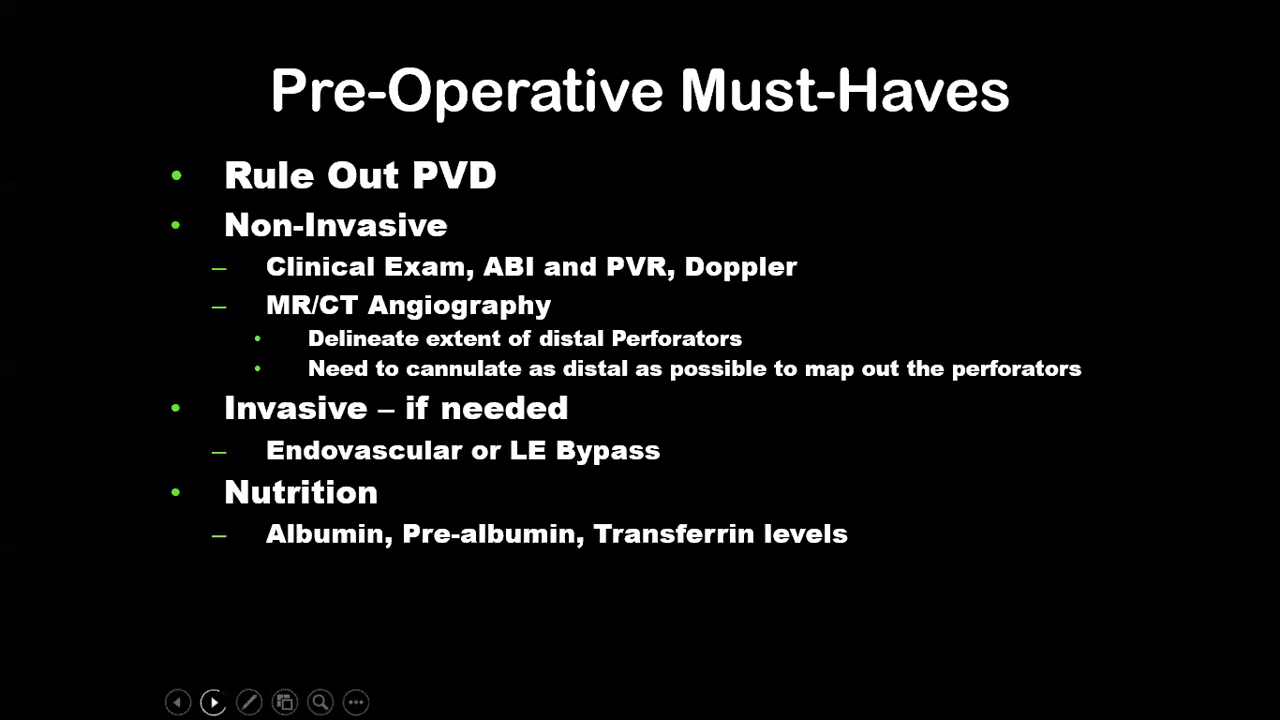 Pre-Operative Must-Haves
• Rule Out PVD
• Non-Invasive
– Clinical Exam, ABI and PVR, Doppler
– MR/CT Angiography
• Delineate extent of distal Perforators
• Need to cannulate as distal as possible to map out the perforators
• Invasive – if needed
– Endovascular or LE Bypass
• Nutrition
– Albumin, Pre-albumin, Transferrin levels